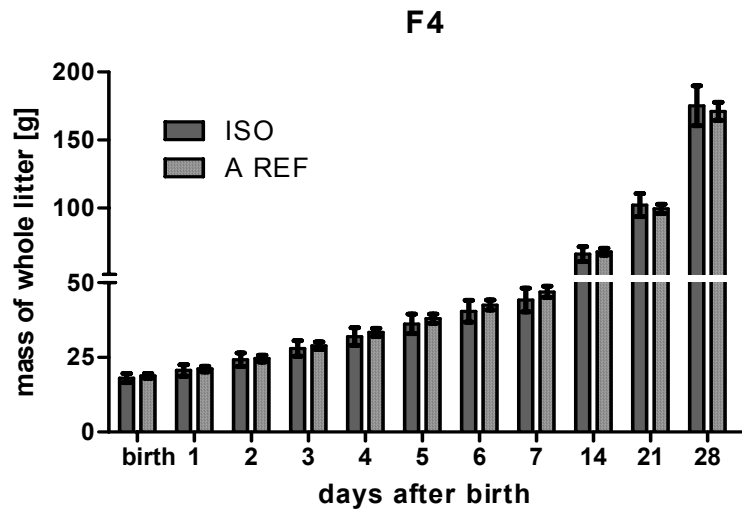 F4
mass of whole litter [g]
200
150
100
50
25
0
ISO
A REF
birth 1 2 3 4 5 6 7 14 21 28
days after birth